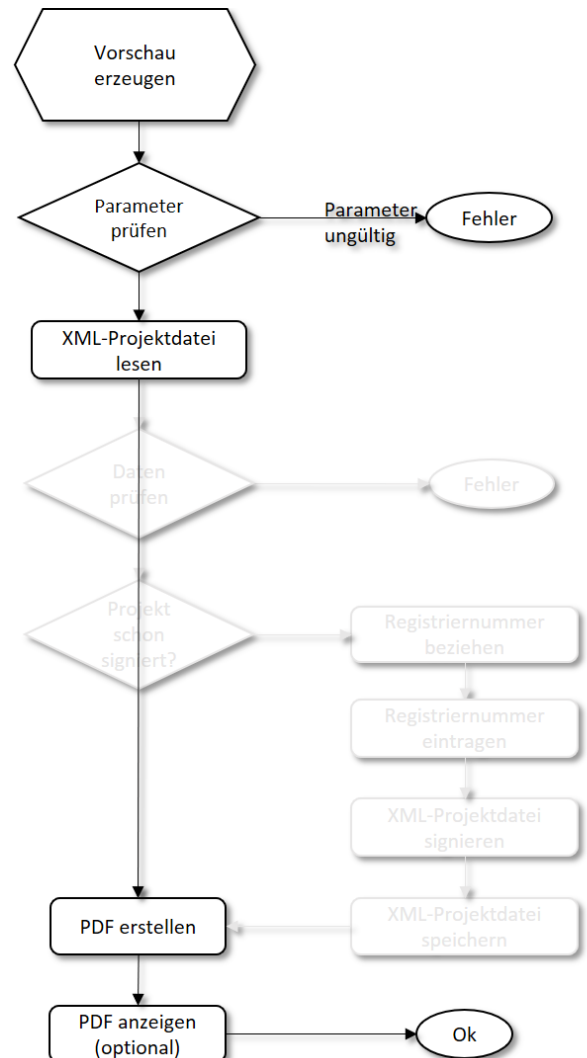 Vorschau
erzeugen
Parameter
prüfen
Parameter
ungültig
Fehler
XML-Projektdatei
lesen
Daten
prüfen
Fehler
Projekt
schon
signiert?
Registriernummer
beziehen
Registriernummer
eintragen
XML-Projektdatei
signieren
XML-Projektdatei
speichern
PDF erstellen
PDF anzeigen
(optional)
Ok